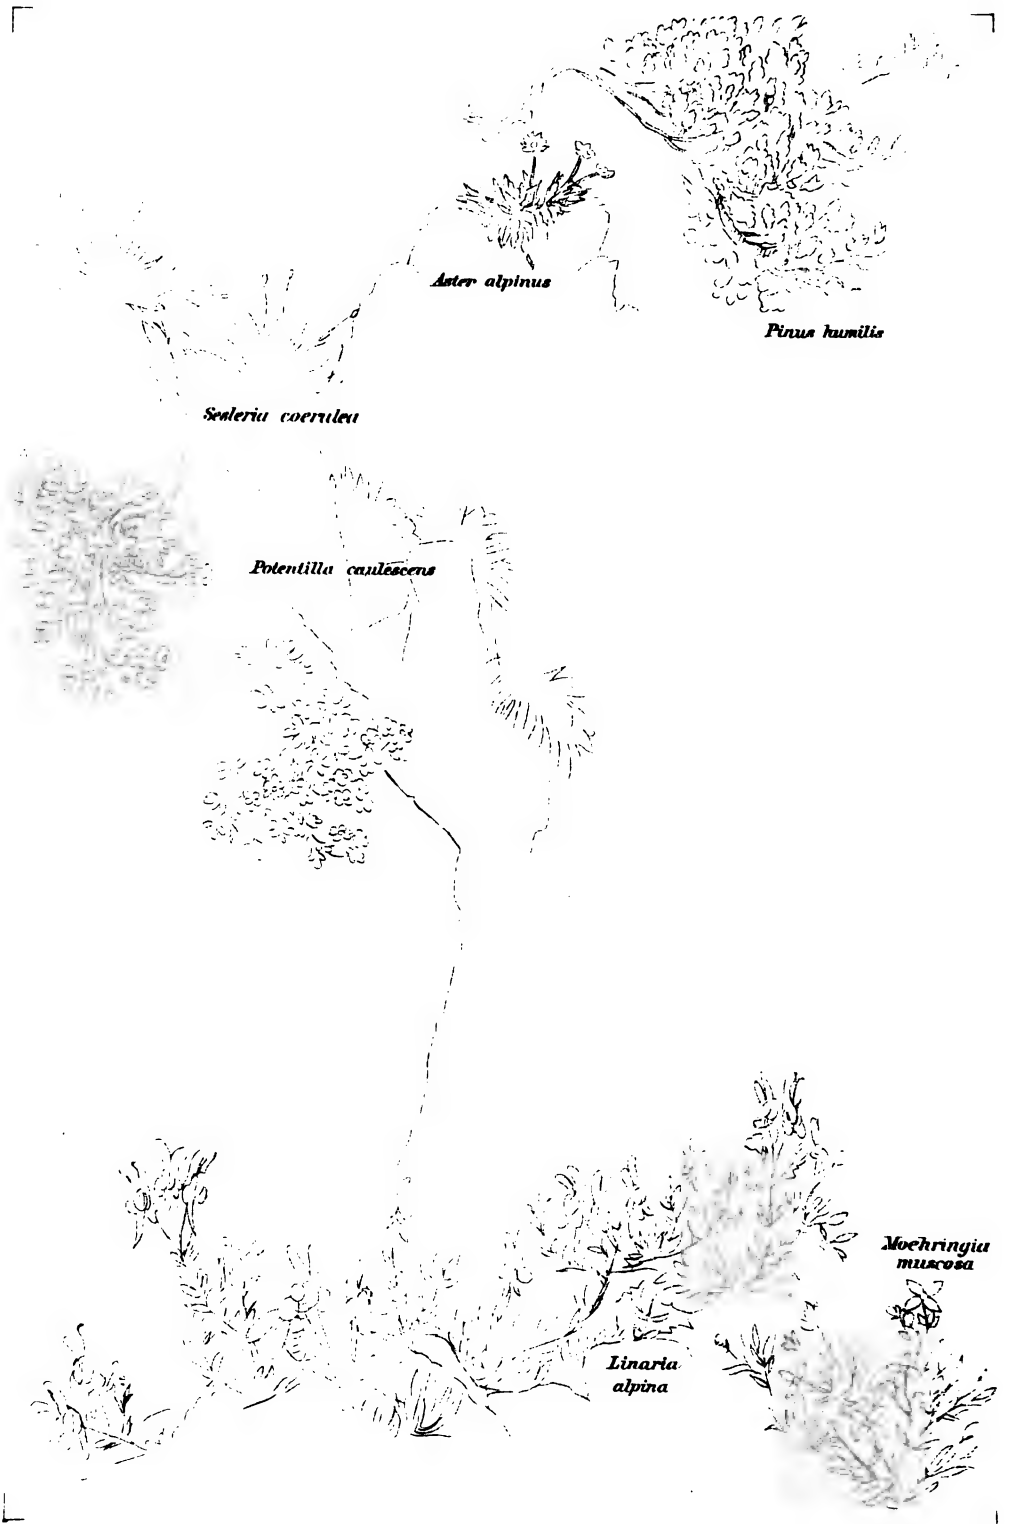 Aster alpinus
Pinus humilis
Sesleria coerulea
Potentilla caulescens
Moehringia
muscosa
Linaria
alpina